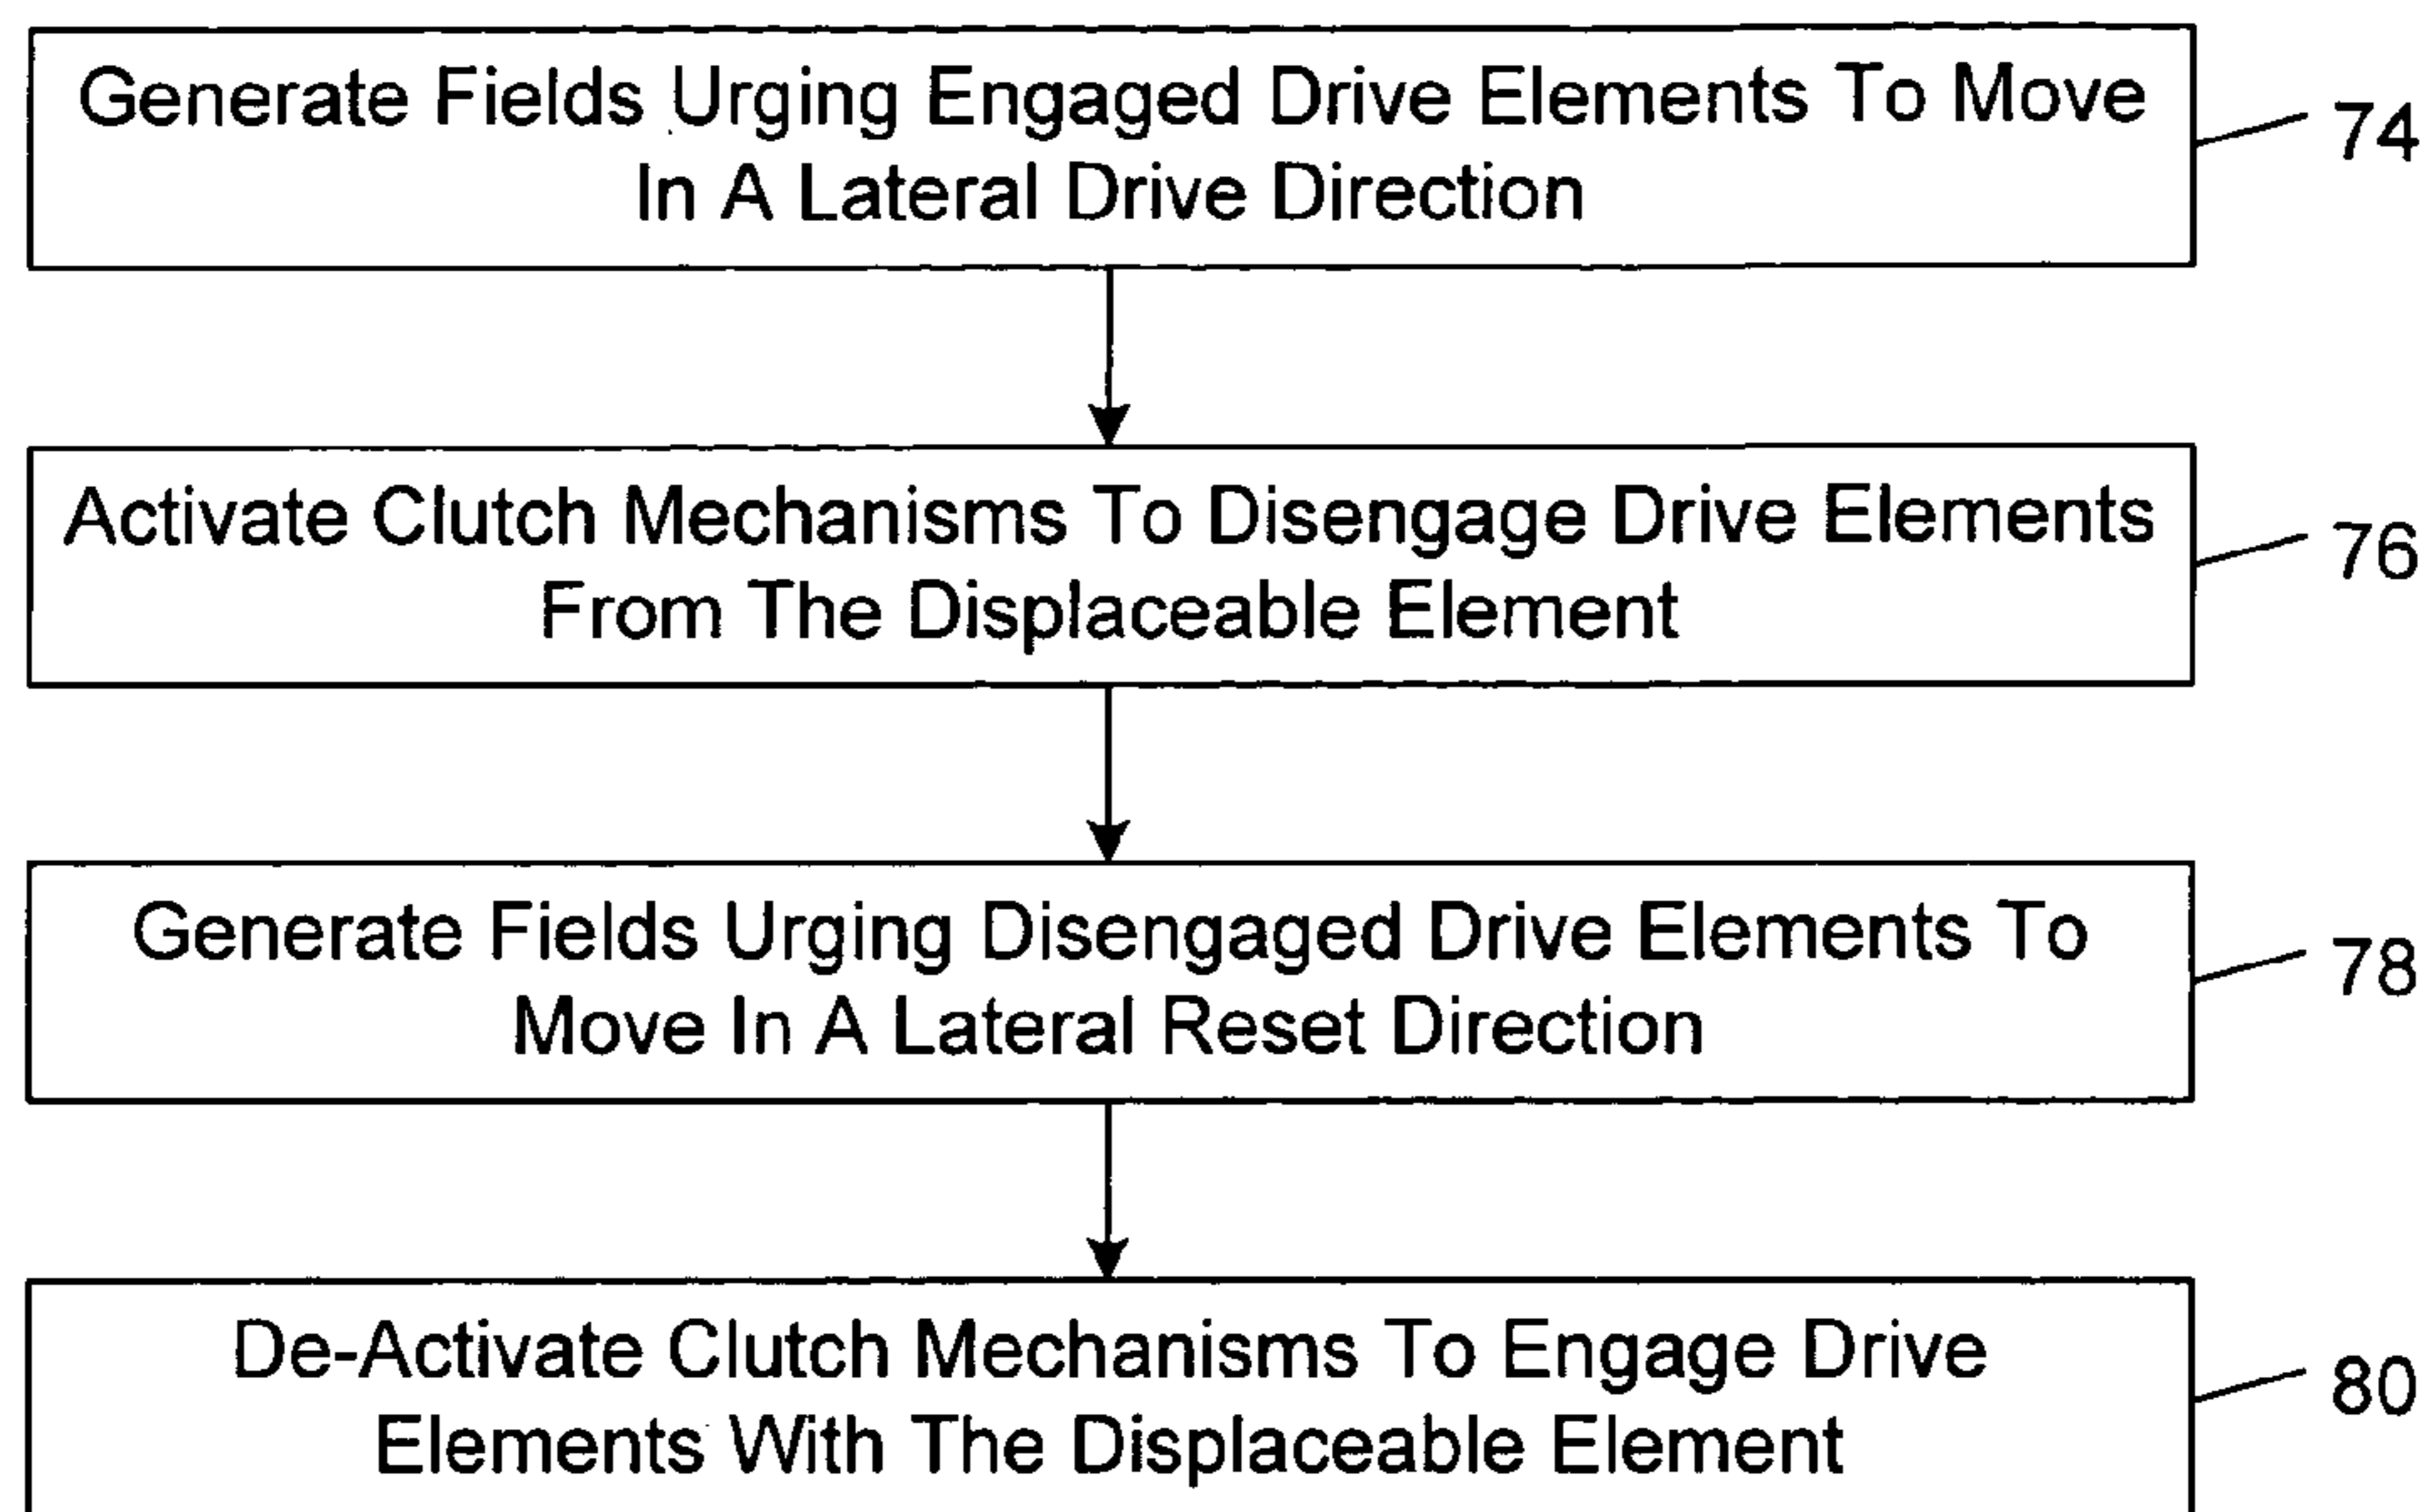 Generate Fields Urging Engaged Drive Elements To Move
In A Lateral Drive Direction
74
Activate Clutch Mechanisms To Disengage Drive Elements
From The Displaceable Element
76
Generate Fields Urging Disengaged Drive Elements To
Move In A Lateral Reset Direction
78
De-Activate Clutch Mechanisms To Engage Drive
Elements With The Displaceable Element
80